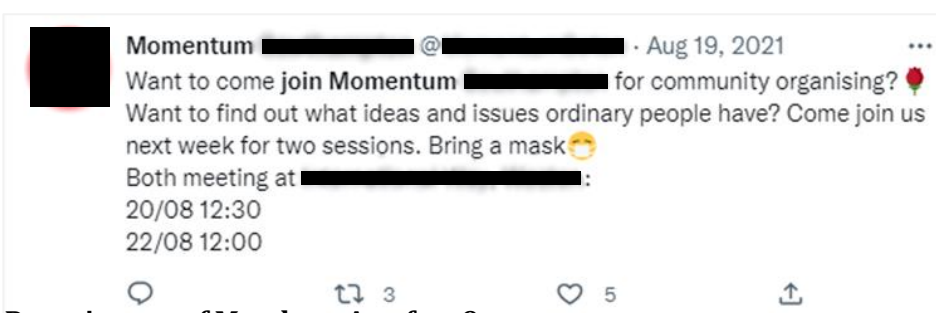 Momentum @ · Aug 19, 2021 ...
Want to come join Momentum for community organising? 🌹
Want to find out what ideas and issues ordinary people have? Come join us
next week for two sessions. Bring a mask😷
Both meeting at :
20/08 12:30
22/08 12:00
3 5